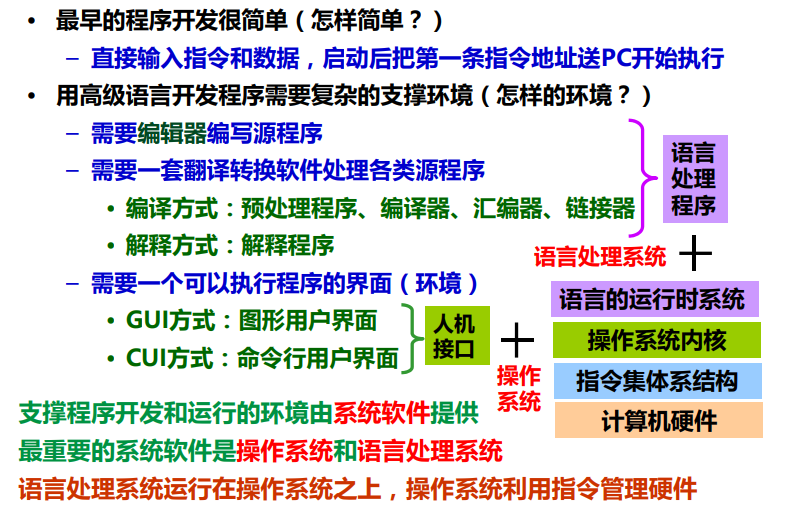 • 最早的程序开发很简单（怎样简单？）
– 直接输入指令和数据，启动后把第一条指令地址送PC开始执行
• 用高级语言开发程序需要复杂的支撑环境（怎样的环境？）
– 需要编辑器编写源程序
– 需要一套翻译转换软件处理各类源程序
• 编译方式：预处理程序、编译器、汇编器、链接器
• 解释方式：解释程序
语言
处理
程序
语言处理系统 +
– 需要一个可以执行程序的界面（环境）
• GUI方式：图形用户界面
• CUI方式：命令行用户界面
人机
接口
+
操作
系统
语言的运行时系统
操作系统内核
指令集体系结构
计算机硬件
支撑程序开发和运行的环境由系统软件提供
最重要的系统软件是操作系统和语言处理系统
语言处理系统运行在操作系统之上，操作系统利用指令管理硬件